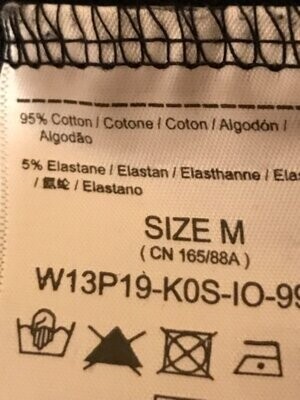 95% Cotton / Cotone / Coton / Algodón /
Algodão
5% Elastane / Elastan / Elasthanne / Elas
/ 氨纶 / Elastano
SIZE M
( CN 165/88A )
W13P19-K0S-IO-99